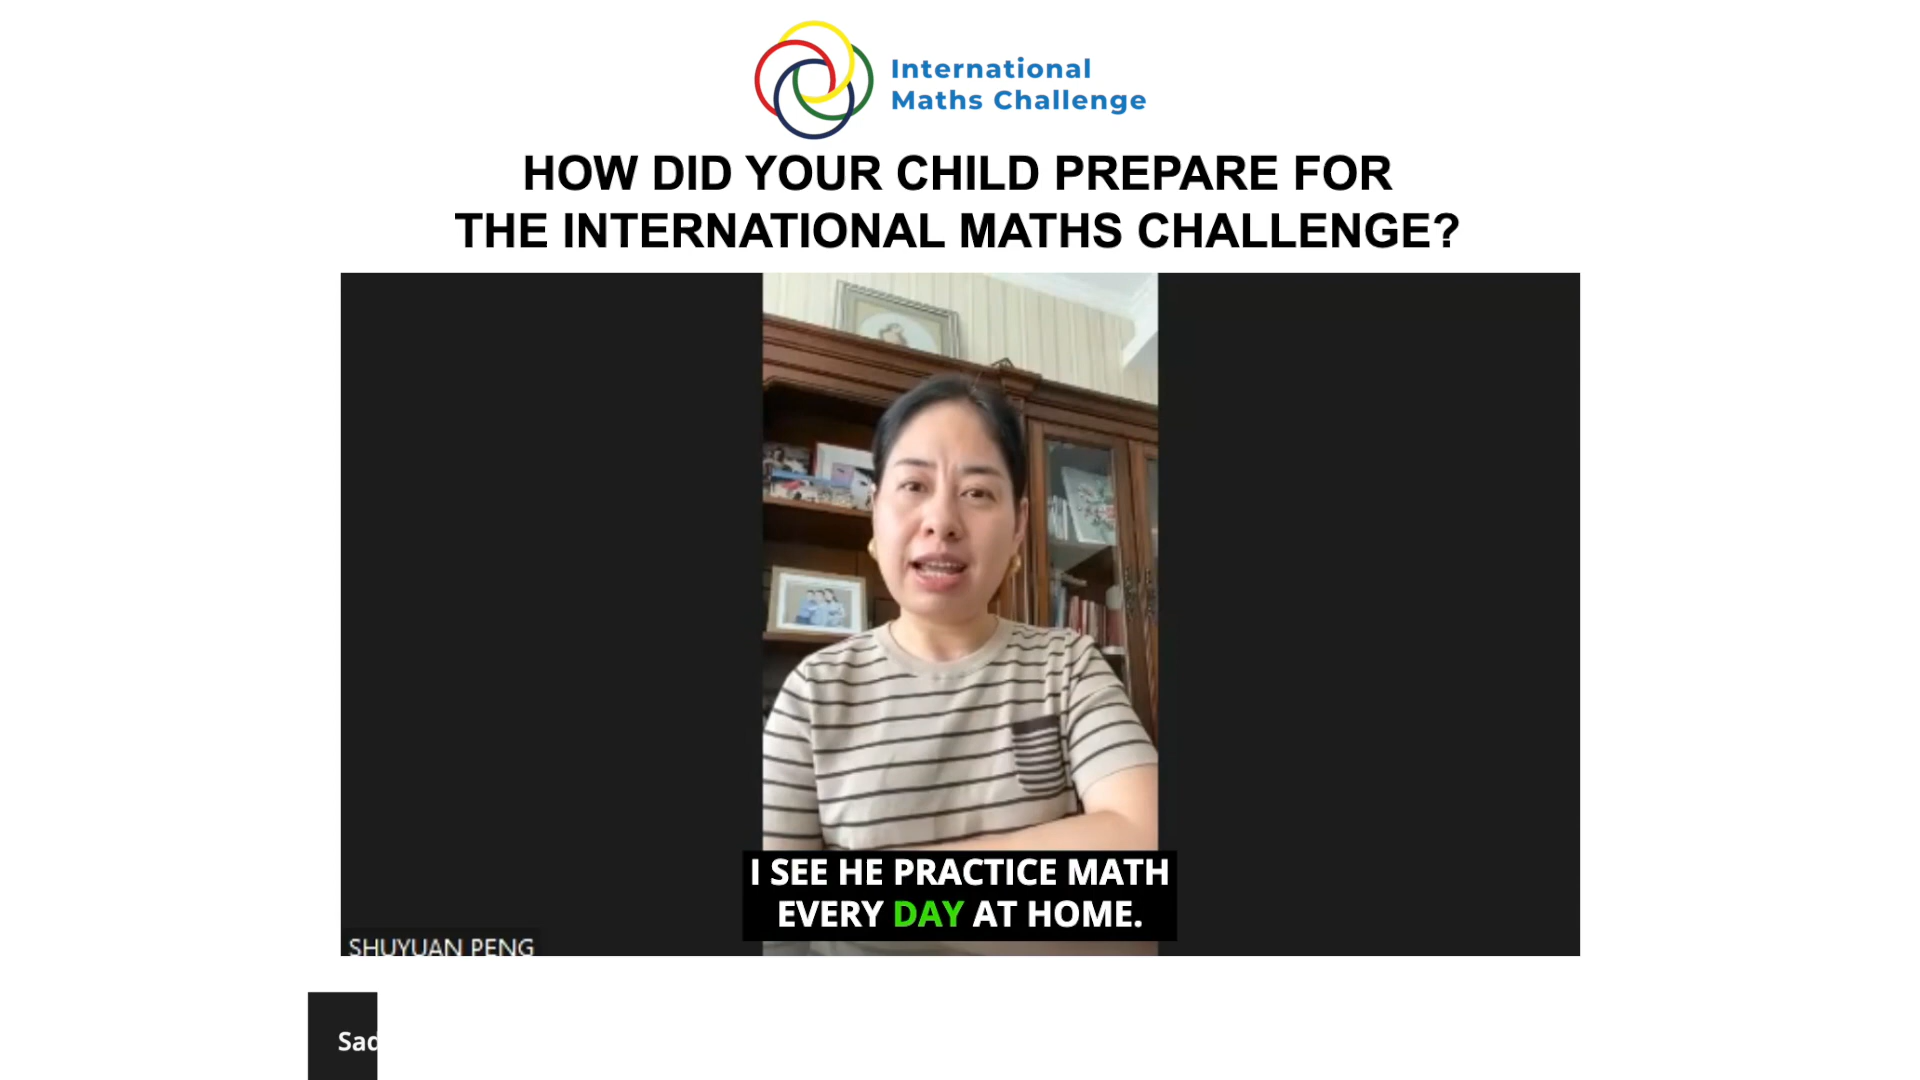 International
Maths Challenge
HOW DID YOUR CHILD PREPARE FOR
THE INTERNATIONAL MATHS CHALLENGE?
I SEE HE PRACTICE MATH
EVERY DAY AT HOME.
SHUYUAN PENG
Sad